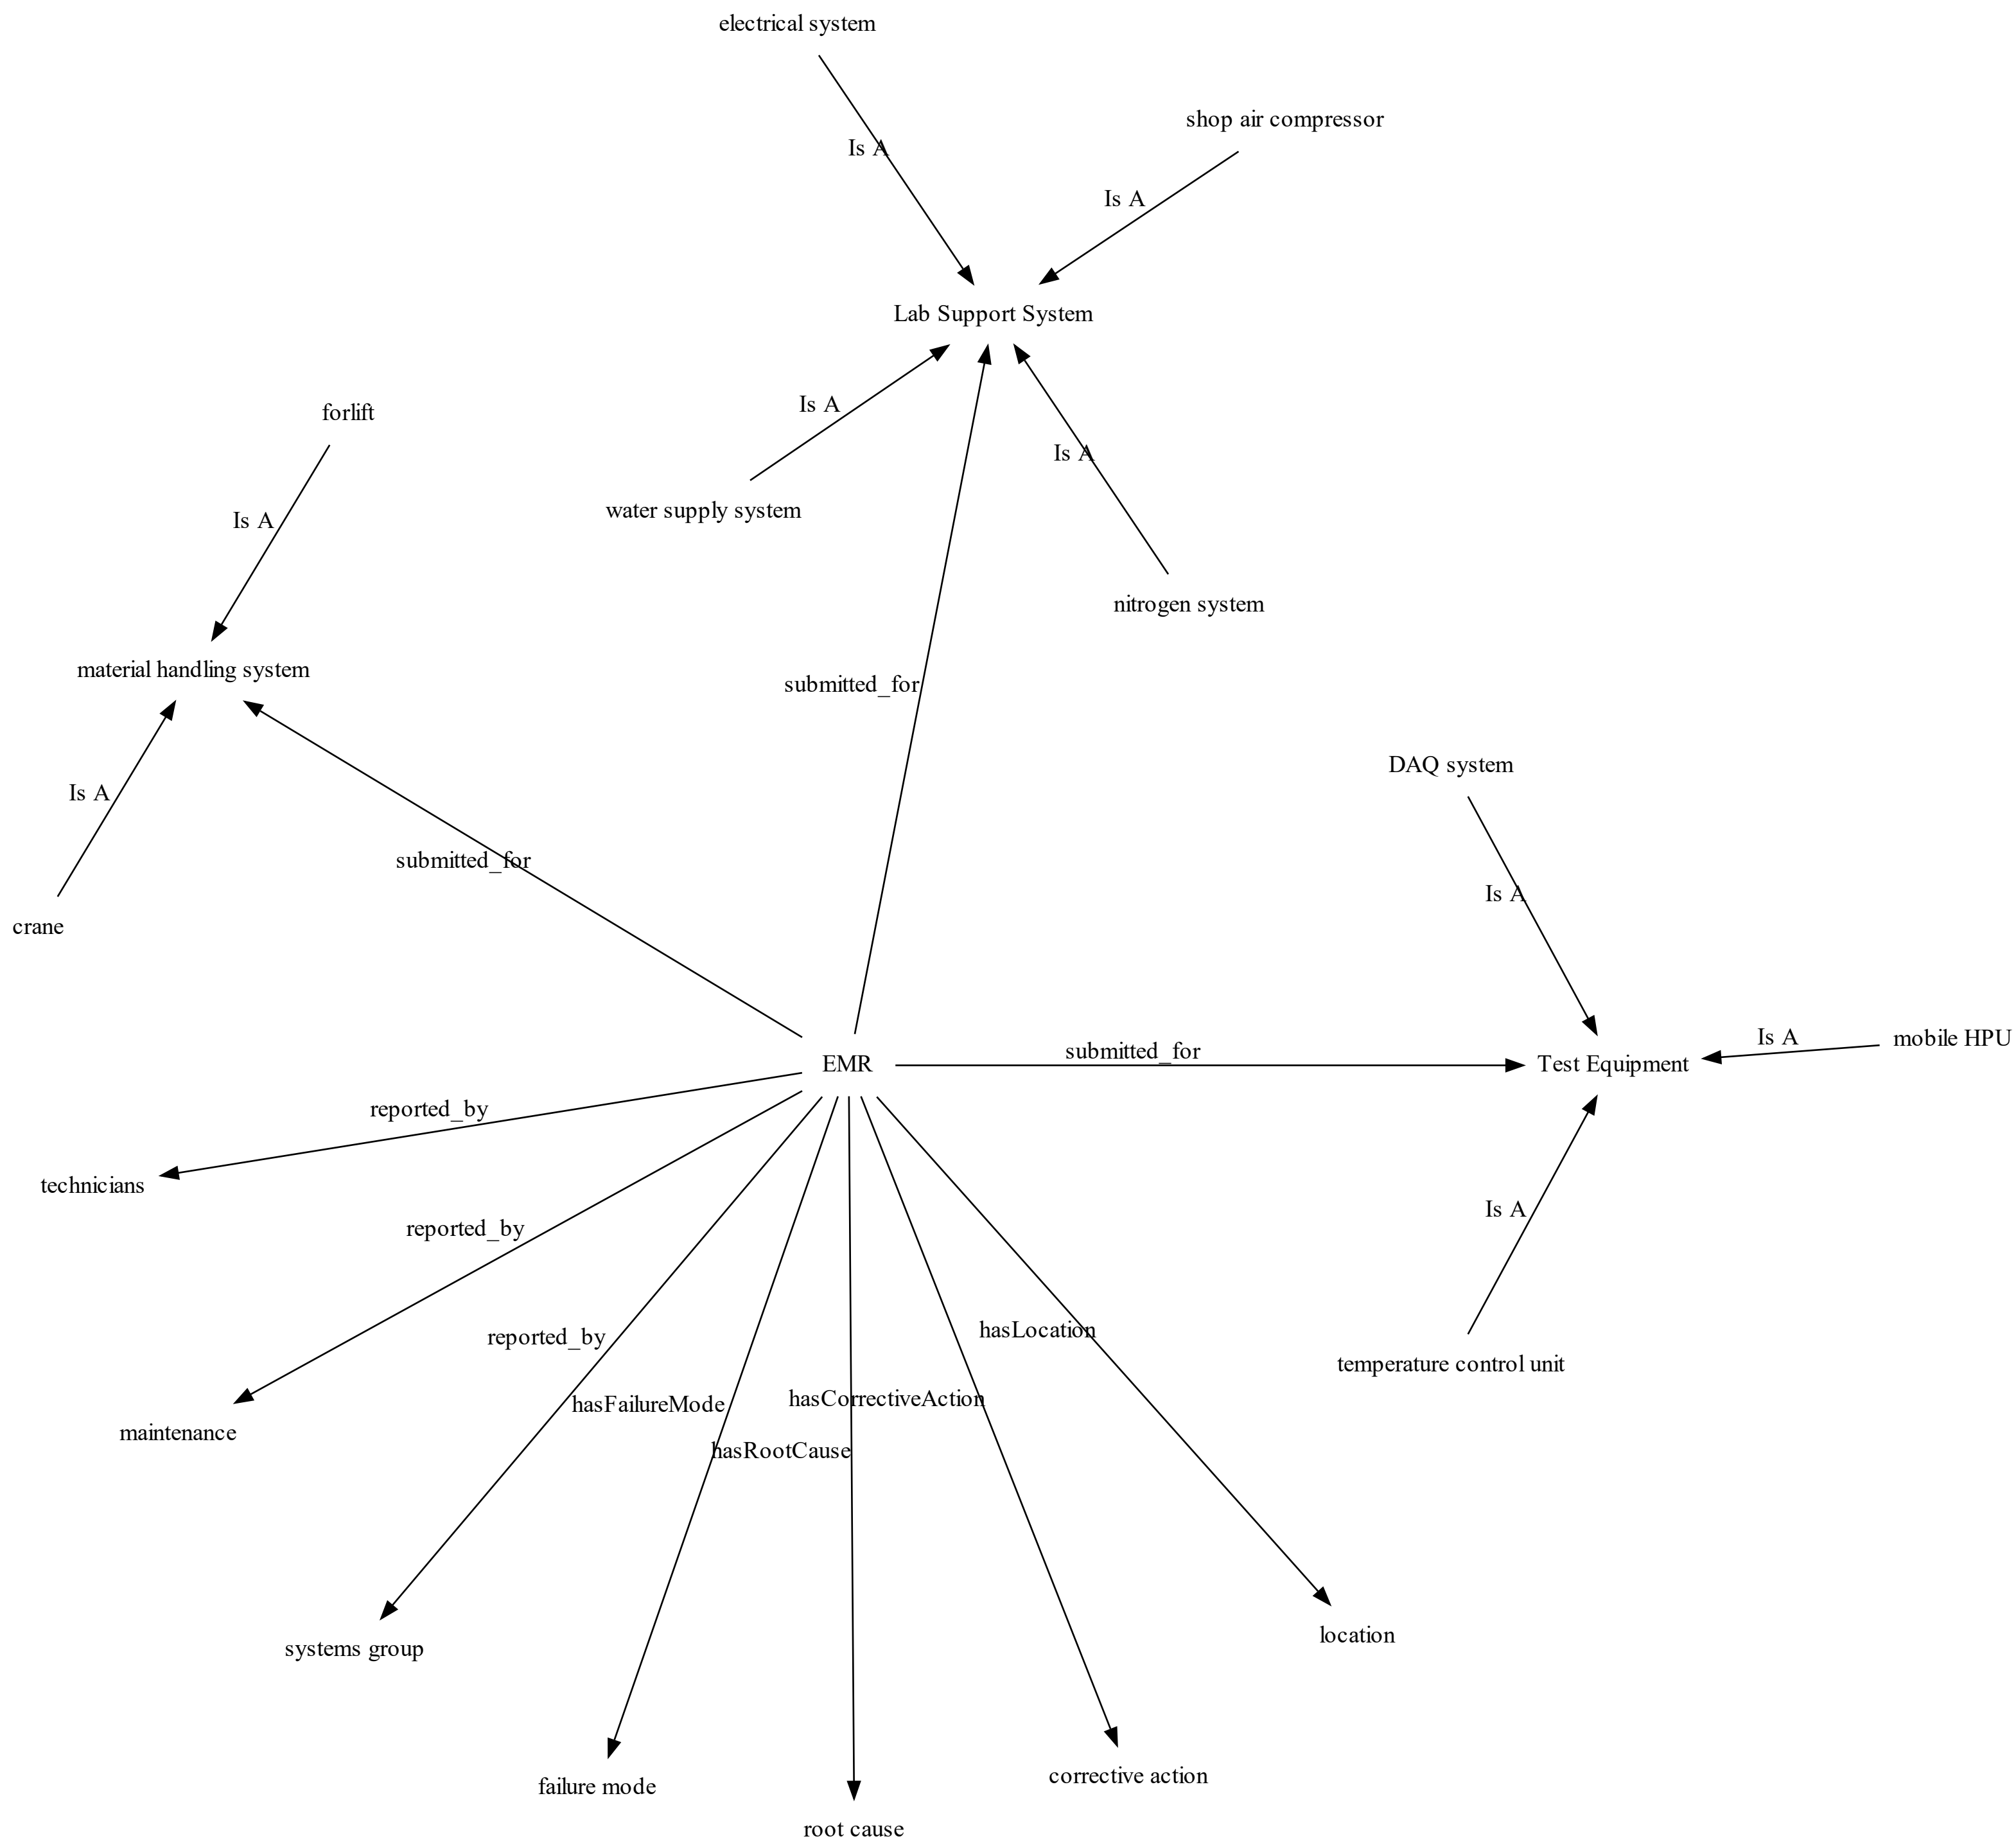 electrical system
shop air compressor
Is A
Is A
Lab Support System
Is A
forlift
Is A
water supply system
Is A
nitrogen system
material handling system
submitted_for
DAQ system
Is A
submitted_for
Is A
crane
Is A
mobile HPU
submitted_for
EMR
Test Equipment
reported_by
technicians
Is A
reported_by
hasLocation
reported_by
temperature control unit
hasCorrectiveAction
hasFailureMode
maintenance
hasRootCause
location
systems group
corrective action
failure mode
root cause